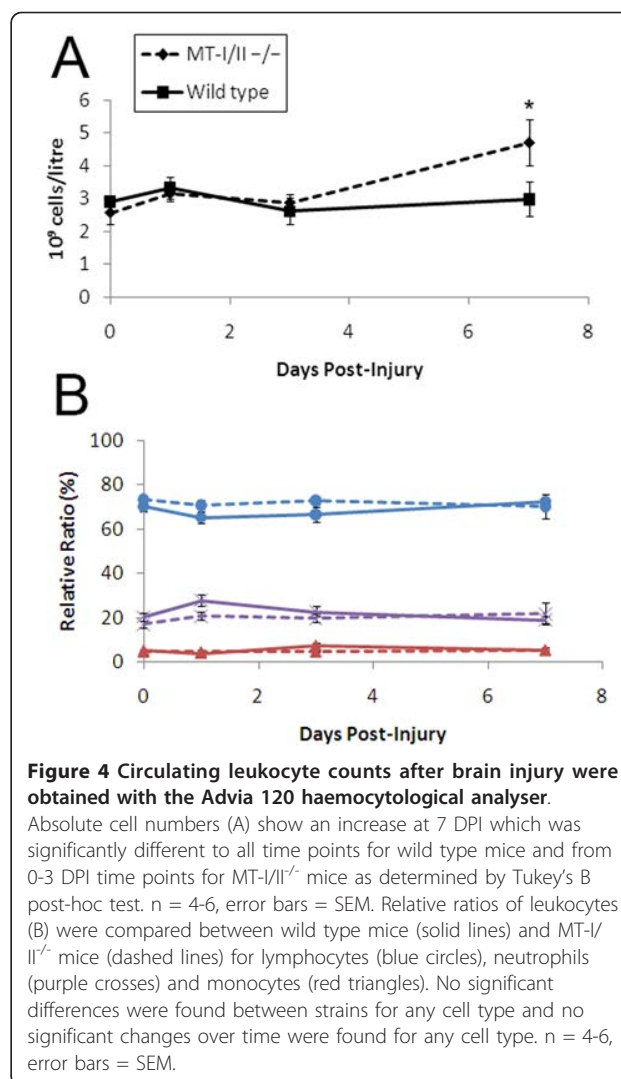 A
MT-I/II −/−
Wild type
10⁹ cells/litre
6
5
4
3
2
1
0
*
0 2 4 6 8
Days Post-Injury
B
Relative Ratio (%)
100
80
60
40
20
0
0 2 4 6 8
Days Post-Injury
Figure 4 Circulating leukocyte counts after brain injury were
obtained with the Advia 120 haemocytological analyser.
Absolute cell numbers (A) show an increase at 7 DPI which was
significantly different to all time points for wild type mice and from
0-3 DPI time points for MT-I/II⁻/⁻ mice as determined by Tukey's B
post-hoc test. n = 4-6, error bars = SEM. Relative ratios of leukocytes
(B) were compared between wild type mice (solid lines) and MT-I/
II⁻/⁻ mice (dashed lines) for lymphocytes (blue circles), neutrophils
(purple crosses) and monocytes (red triangles). No significant
differences were found between strains for any cell type and no
significant changes over time were found for any cell type. n = 4-6,
error bars = SEM.